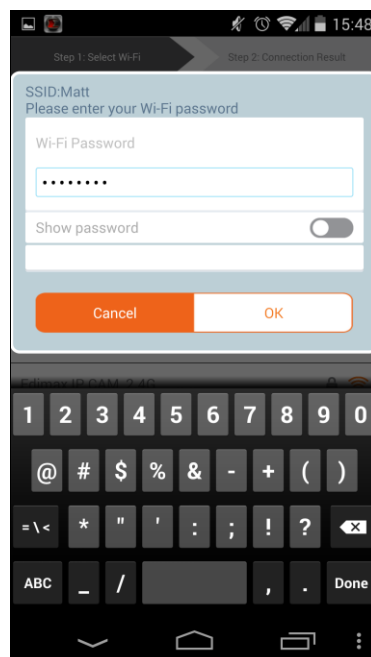 15:48
Step 1: Select Wi-Fi
Step 2: Connection Result
SSID:Matt
Please enter your Wi-Fi password
Wi-Fi Password
••••••••
Show password
Cancel
OK
Edimax IP CAM 2.4G
1 2 3 4 5 6 7 8 9 0
@ # $ % & - + ( )
= \ < * " ' : ; ! ?
ABC _ / , . Done